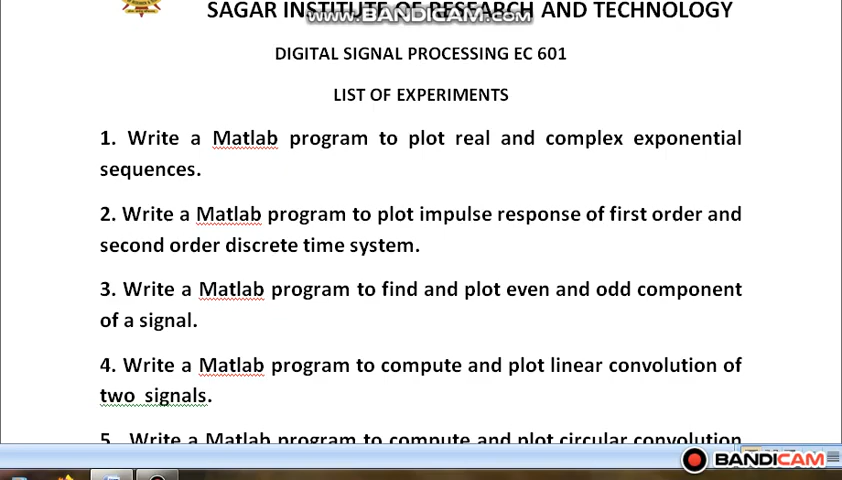 SAGAR INSTITUTE OF RESEARCH AND TECHNOLOGY
www.BANDICAM.com
DIGITAL SIGNAL PROCESSING EC 601
LIST OF EXPERIMENTS
1. Write a Matlab program to plot real and complex exponential
sequences.
2. Write a Matlab program to plot impulse response of first order and
second order discrete time system.
3. Write a Matlab program to find and plot even and odd component
of a signal.
4. Write a Matlab program to compute and plot linear convolution of
two signals.
5. Write a Matlab program to compute and plot circular convolution
BANDICAM